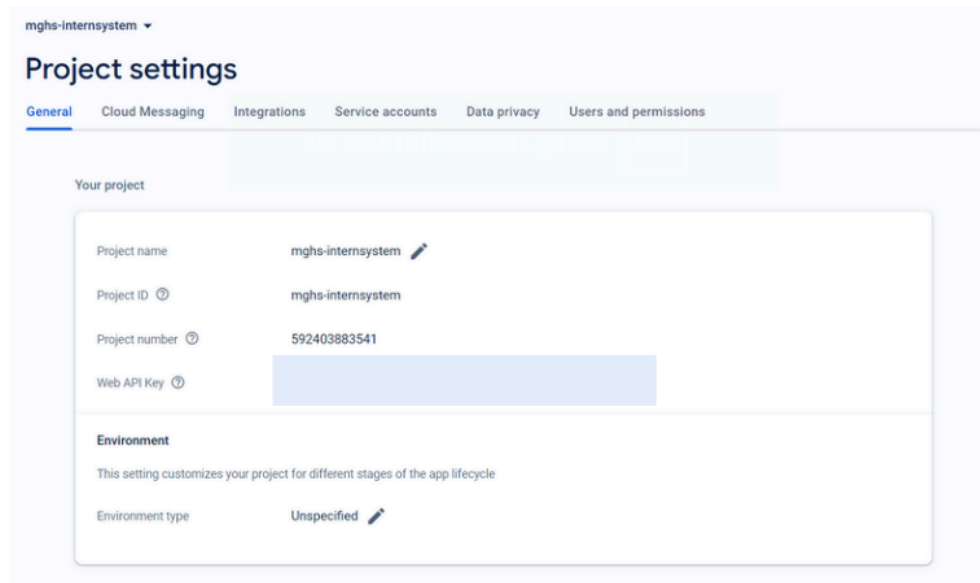 mghs-internsystem
Project settings
General Cloud Messaging Integrations Service accounts Data privacy Users and permissions
Your project
Project name mghs-internsystem
Project ID mghs-internsystem
Project number 592403883541
Web API Key
Environment
This setting customizes your project for different stages of the app lifecycle
Environment type Unspecified